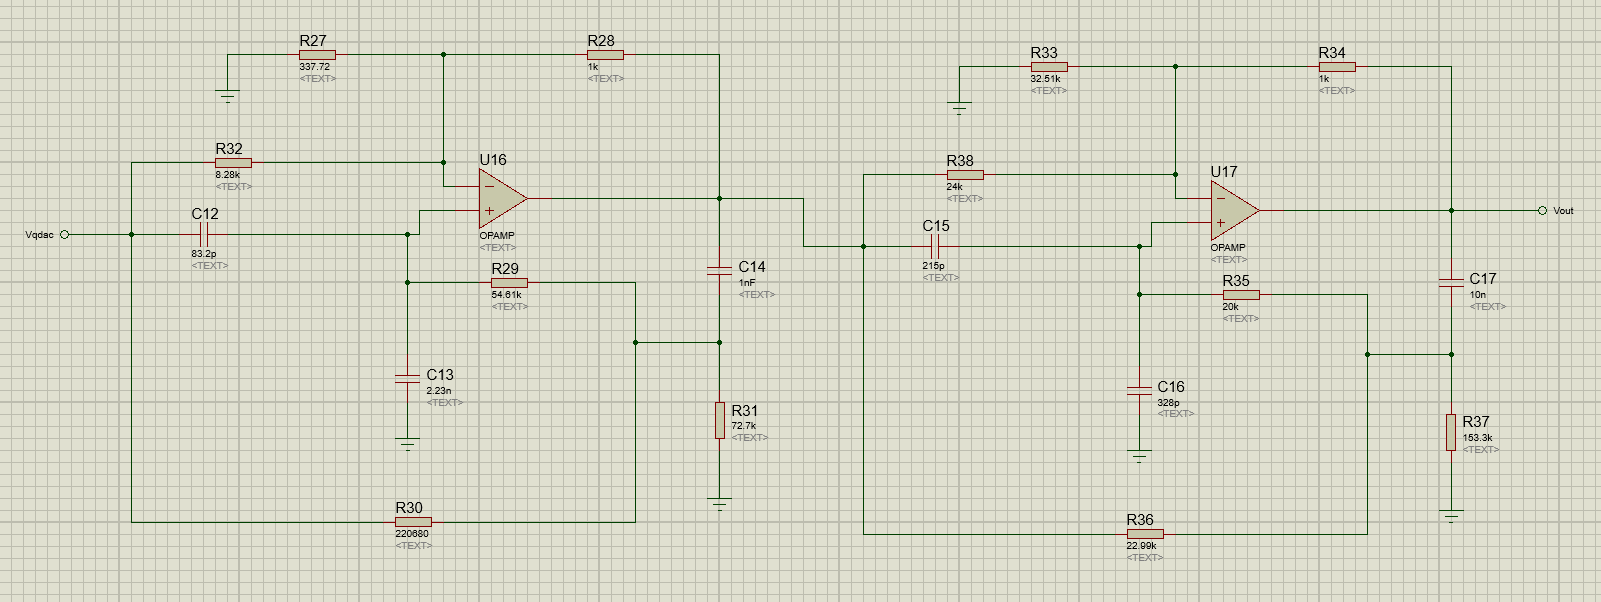 R27
337.72
<TEXT>
R28
1k
<TEXT>
R32
8.28k
<TEXT>
U16
OPAMP
<TEXT>
C12
83.2p
<TEXT>
Vqdac
R29
54.61k
<TEXT>
C14
1nF
<TEXT>
C13
2.23n
<TEXT>
R31
72.7k
<TEXT>
R30
220680
<TEXT>
R33
32.51k
<TEXT>
R34
1k
<TEXT>
R38
24k
<TEXT>
U17
OPAMP
<TEXT>
Vout
C15
215p
<TEXT>
R35
20k
<TEXT>
C17
10n
<TEXT>
C16
328p
<TEXT>
R37
153.3k
<TEXT>
R36
22.99k
<TEXT>